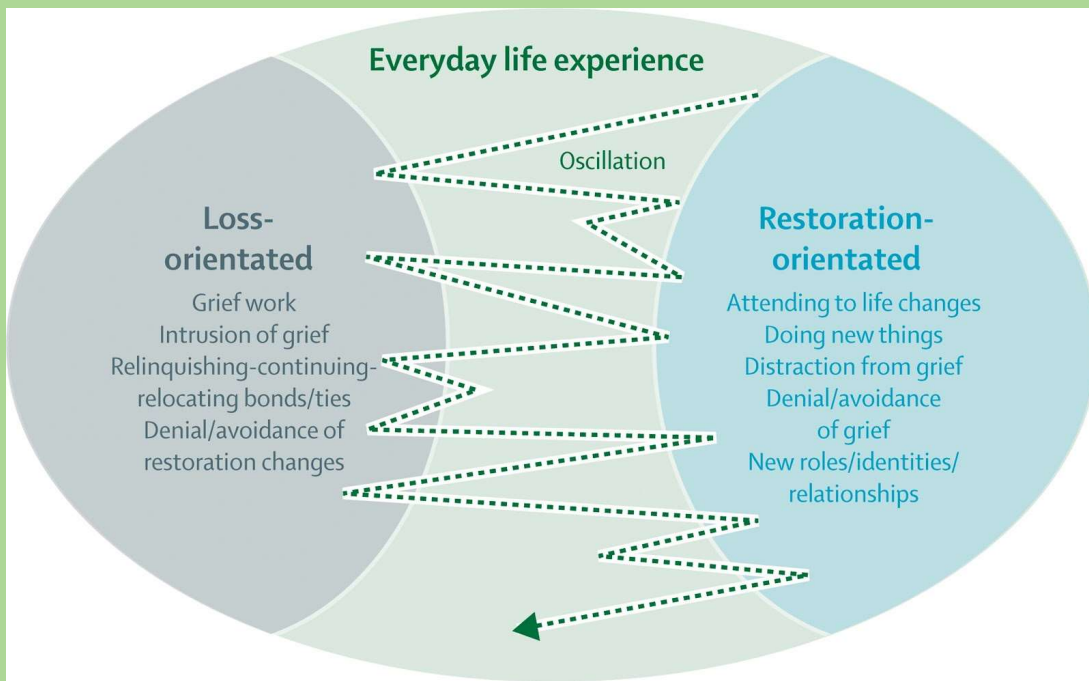 Everyday life experience
Oscillation
Loss-
orientated
Grief work
Intrusion of grief
Relinquishing-continuing-
relocating bonds/ties
Denial/avoidance of
restoration changes
Restoration-
orientated
Attending to life changes
Doing new things
Distraction from grief
Denial/avoidance
of grief
New roles/identities/
relationships